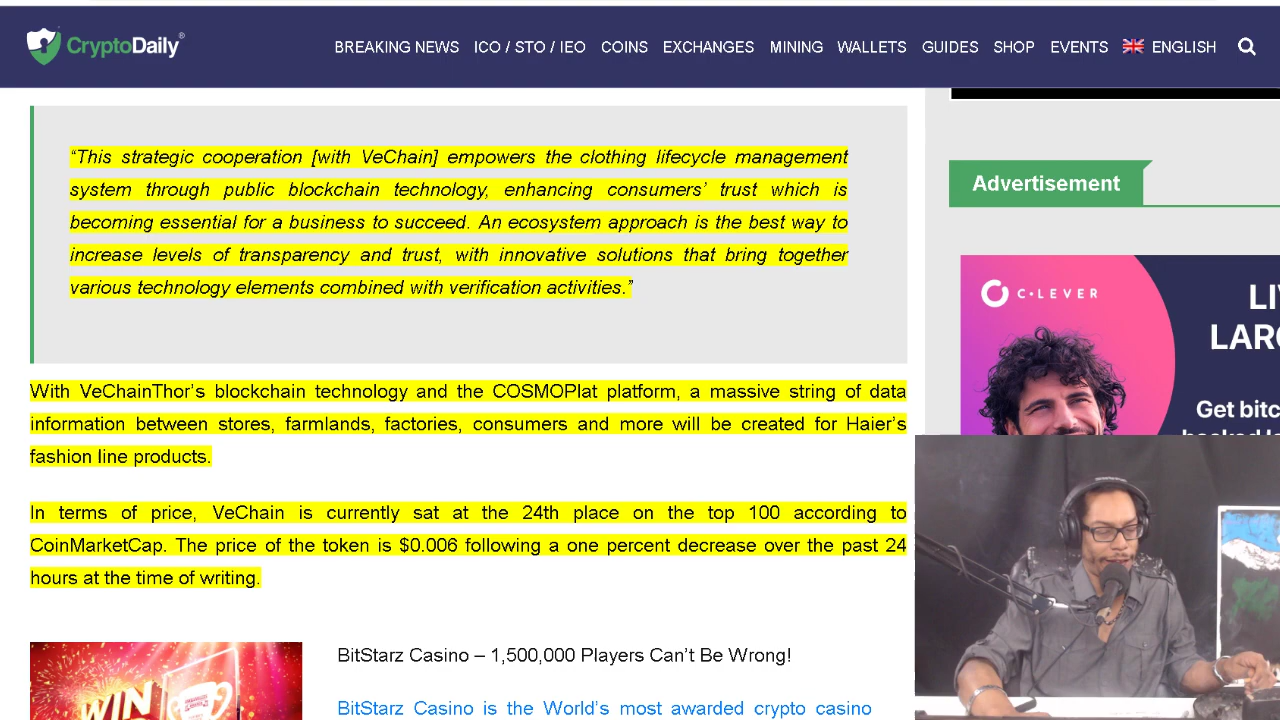 CryptoDaily®
BREAKING NEWS ICO / STO / IEO COINS EXCHANGES MINING WALLETS GUIDES SHOP EVENTS ENGLISH
“This strategic cooperation [with VeChain] empowers the clothing lifecycle management
system through public blockchain technology, enhancing consumers’ trust which is
becoming essential for a business to succeed. An ecosystem approach is the best way to
increase levels of transparency and trust, with innovative solutions that bring together
various technology elements combined with verification activities.”
With VeChainThor’s blockchain technology and the COSMOPlat platform, a massive string of data
information between stores, farmlands, factories, consumers and more will be created for Haier’s
fashion line products.
In terms of price, VeChain is currently sat at the 24th place on the top 100 according to
CoinMarketCap. The price of the token is $0.006 following a one percent decrease over the past 24
hours at the time of writing.
WIN
BitStarz Casino – 1,500,000 Players Can’t Be Wrong!
BitStarz Casino is the World’s most awarded crypto casino
Advertisement
C·LEVER
LI
LARG
Get bitc